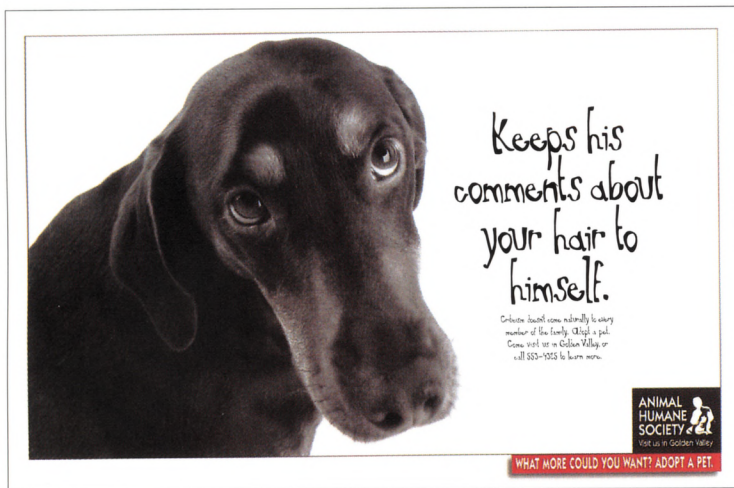 Keeps his
comments about
your hair to
himself.
Criticism doesn't come naturally to every
member of the family. Adopt a pet.
Come visit us in Golden Valley, or
call 553-4325 to learn more.
ANIMAL
HUMANE
SOCIETY
Visit us in Golden Valley
WHAT MORE COULD YOU WANT? ADOPT A PET.